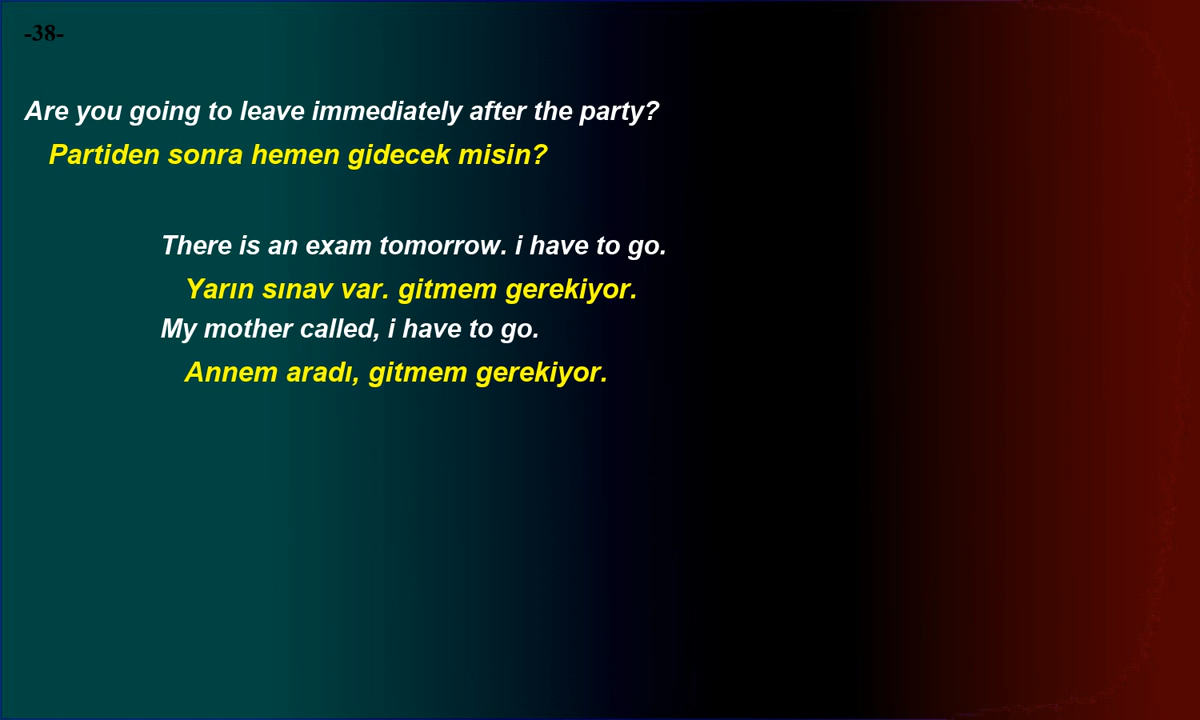 -38-
Are you going to leave immediately after the party?
Partiden sonra hemen gidecek misin?
There is an exam tomorrow. i have to go.
Yarın sınav var. gitmem gerekiyor.
My mother called, i have to go.
Annem aradı, gitmem gerekiyor.